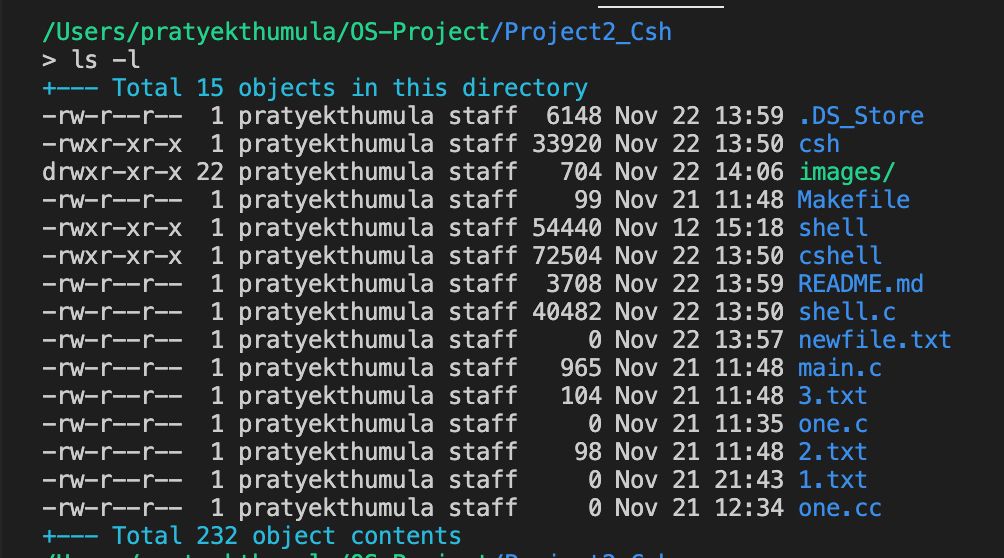 /Users/pratyekthumula/OS-Project/Project2_Csh
> ls -l
+--- Total 15 objects in this directory
-rw-r--r-- 1 pratyekthumula staff 6148 Nov 22 13:59 .DS_Store
-rwxr-xr-x 1 pratyekthumula staff 33920 Nov 22 13:50 csh
drwxr-xr-x 22 pratyekthumula staff 704 Nov 22 14:06 images/
-rw-r--r-- 1 pratyekthumula staff 99 Nov 21 11:48 Makefile
-rwxr-xr-x 1 pratyekthumula staff 54440 Nov 12 15:18 shell
-rwxr-xr-x 1 pratyekthumula staff 72504 Nov 22 13:50 cshell
-rw-r--r-- 1 pratyekthumula staff 3708 Nov 22 13:59 README.md
-rw-r--r-- 1 pratyekthumula staff 40482 Nov 22 13:50 shell.c
-rw-r--r-- 1 pratyekthumula staff 0 Nov 22 13:57 newfile.txt
-rw-r--r-- 1 pratyekthumula staff 965 Nov 21 11:48 main.c
-rw-r--r-- 1 pratyekthumula staff 104 Nov 21 11:48 3.txt
-rw-r--r-- 1 pratyekthumula staff 0 Nov 21 11:35 one.c
-rw-r--r-- 1 pratyekthumula staff 98 Nov 21 11:48 2.txt
-rw-r--r-- 1 pratyekthumula staff 0 Nov 21 21:43 1.txt
-rw-r--r-- 1 pratyekthumula staff 0 Nov 21 12:34 one.cc
+--- Total 232 object contents
/Users/pratyekthumula/OS-Project/Project2_Csh